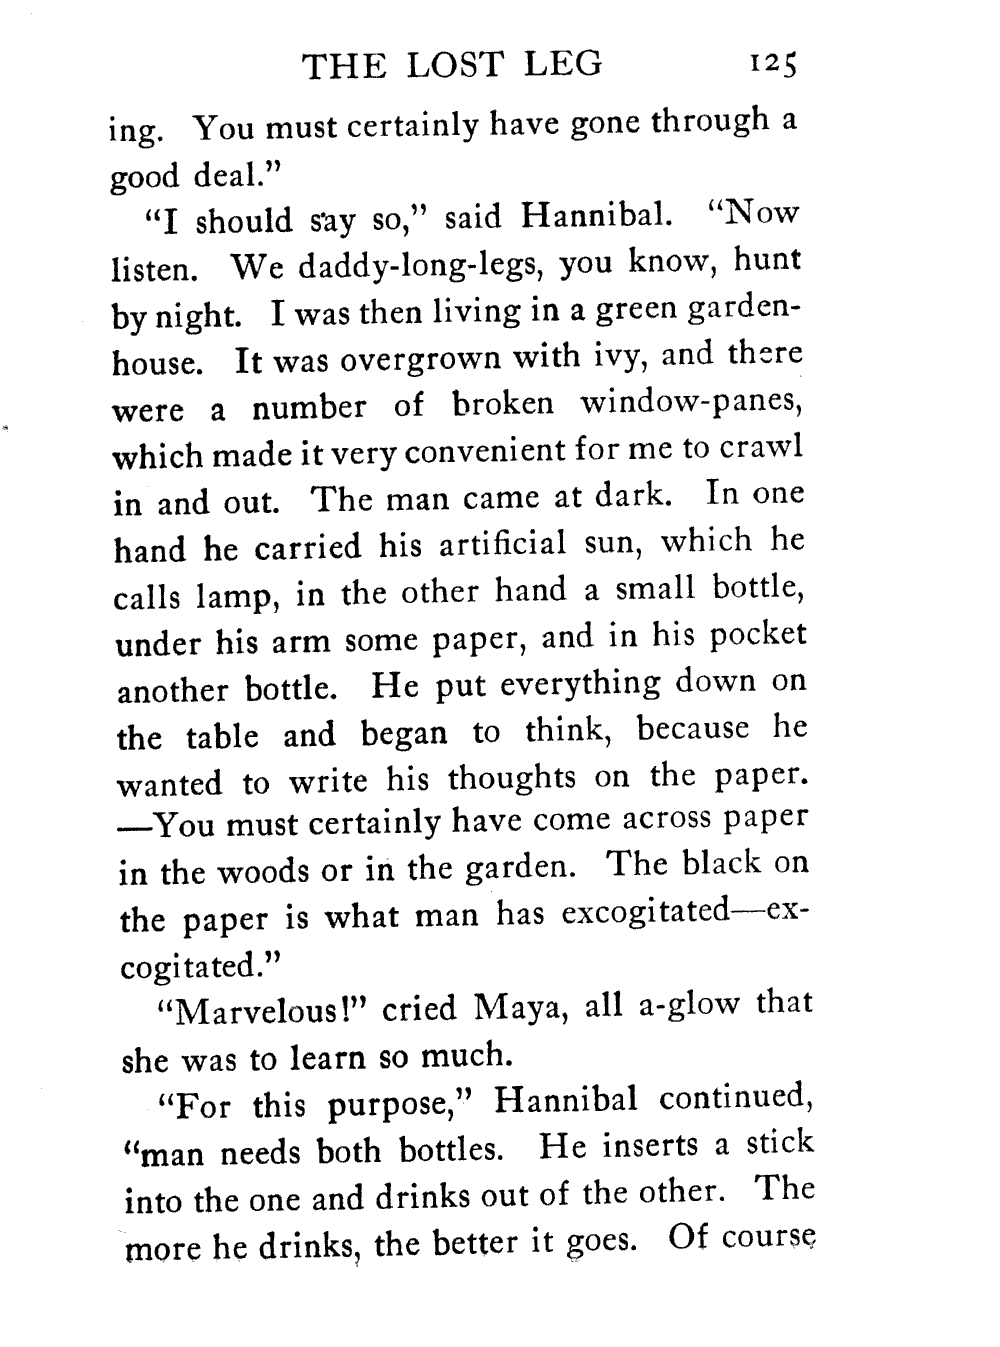 THE LOST LEG 125
ing. You must certainly have gone through a
good deal.”
“I should say so,” said Hannibal. “Now
listen. We daddy-long-legs, you know, hunt
by night. I was then living in a green garden-
house. It was overgrown with ivy, and there
were a number of broken window-panes,
which made it very convenient for me to crawl
in and out. The man came at dark. In one
hand he carried his artificial sun, which he
calls lamp, in the other hand a small bottle,
under his arm some paper, and in his pocket
another bottle. He put everything down on
the table and began to think, because he
wanted to write his thoughts on the paper.
—You must certainly have come across paper
in the woods or in the garden. The black on
the paper is what man has excogitated—ex-
cogitated.”
“Marvelous!” cried Maya, all a-glow that
she was to learn so much.
“For this purpose,” Hannibal continued,
“man needs both bottles. He inserts a stick
into the one and drinks out of the other. The
more he drinks, the better it goes. Of course